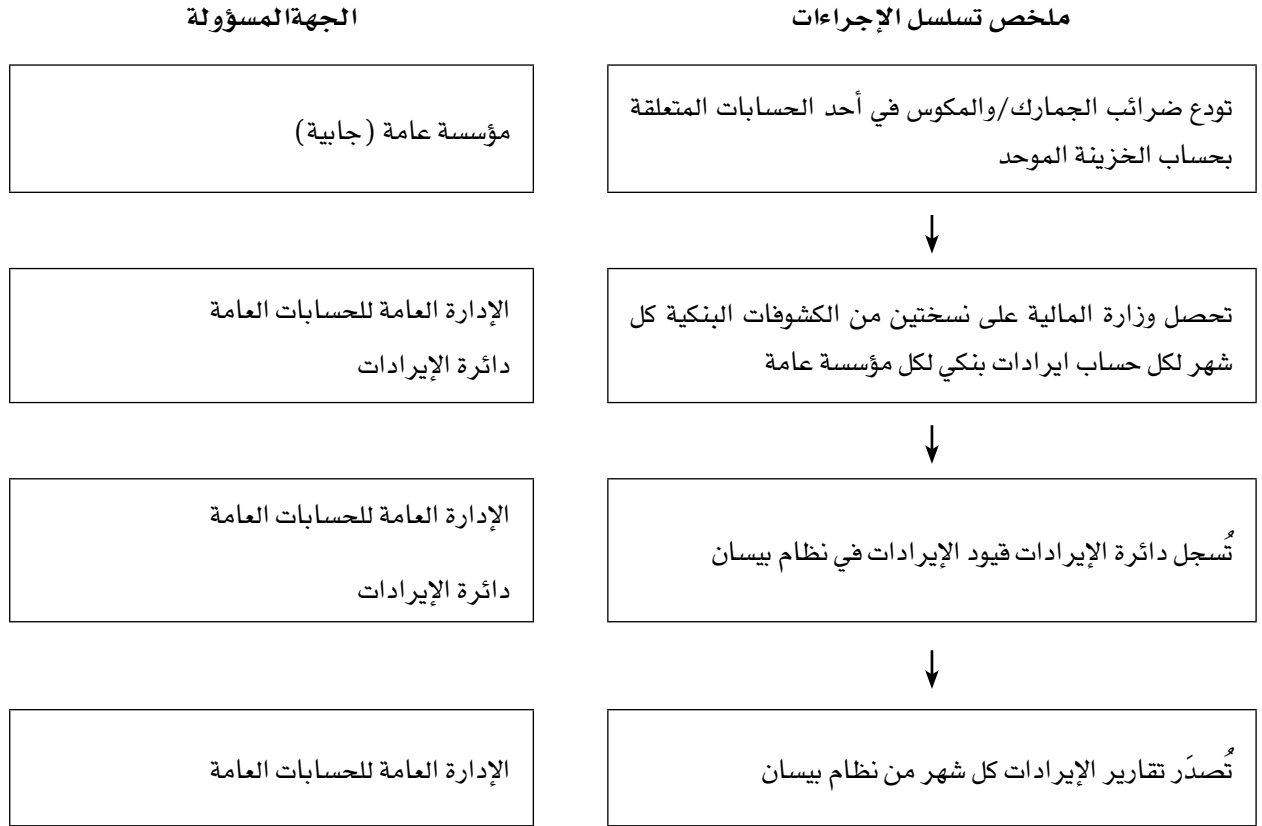 ملخص تسلسل الإجراءات
الجهةالمسؤولة
تودع ضرائب الجمارك/والمكوس في أحد الحسابات المتعلقة
بحساب الخزينة الموحد
مؤسسة عامة (جابية)
تحصل وزارة المالية على نسختين من الكشوفات البنكية كل
شهر لكل حساب ايرادات بنكي لكل مؤسسة عامة
الإدارة العامة للحسابات العامة
دائرة الإيرادات
تُسجل دائرة الإيرادات قيود الإيرادات في نظام بيسان
الإدارة العامة للحسابات العامة
دائرة الإيرادات
تُصدَر تقارير الإيرادات كل شهر من نظام بيسان
الإدارة العامة للحسابات العامة